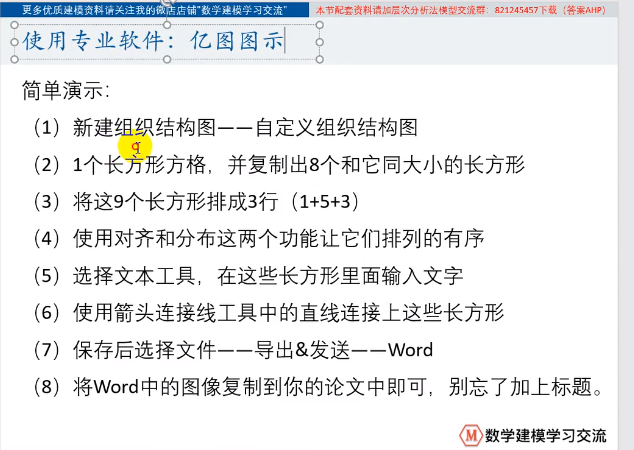 更多优质建模资料请关注我的微店店铺"数学建模学习交流"
本节配套资料请加层次分析法模型交流群：821245457下载（答案AHP）
使用专业软件：亿图图示
简单演示：
（1）新建组织结构图——自定义组织结构图
（2）1个长方形方格，并复制出8个和它同大小的长方形
（3）将这9个长方形排成3行（1+5+3）
（4）使用对齐和分布这两个功能让它们排列的有序
（5）选择文本工具，在这些长方形里面输入文字
（6）使用箭头连接线工具中的直线连接上这些长方形
（7）保存后选择文件——导出&发送——Word
（8）将Word中的图像复制到你的论文中即可，别忘了加上标题。
M 数学建模学习交流